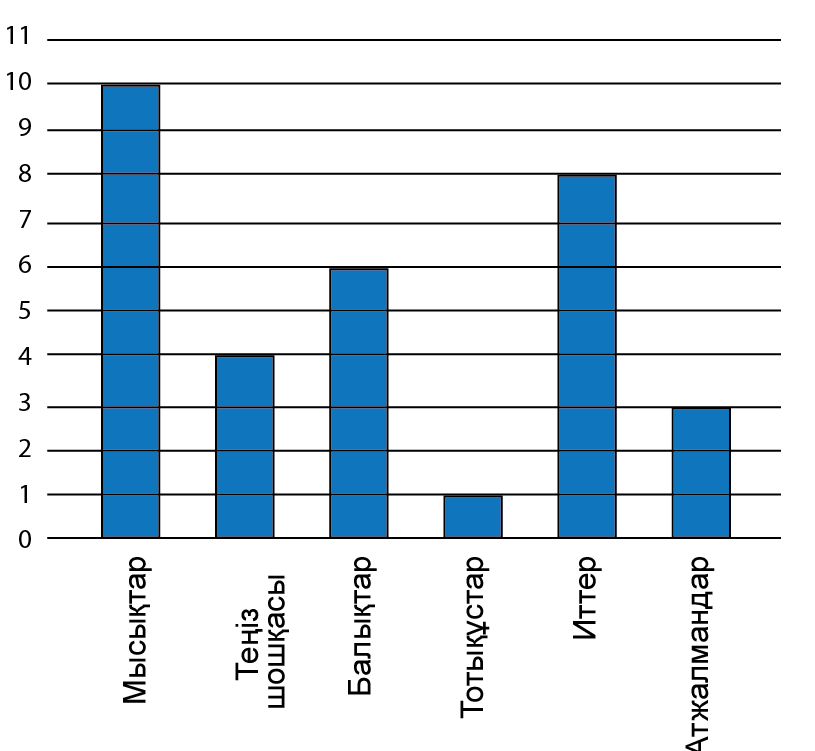 11
10
9
8
7
6
5
4
3
2
1
0
Мысықтар
Теңіз
шошқасы
Балықтар
Тотықұстар
Иттер
Атжалмандар